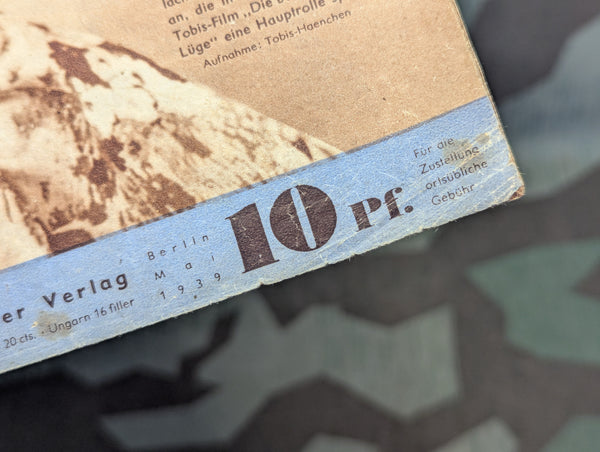 an, die in
Tobis-Film „Die
Lüge" eine Hauptrolle
Aufnahme: Tobis-Haenchen
er Verlag
20 cts. . Ungarn 16 filler
Berlin
Mai
1939
10 Pf.
Für die
Zustellung
ortsübliche
Gebühr